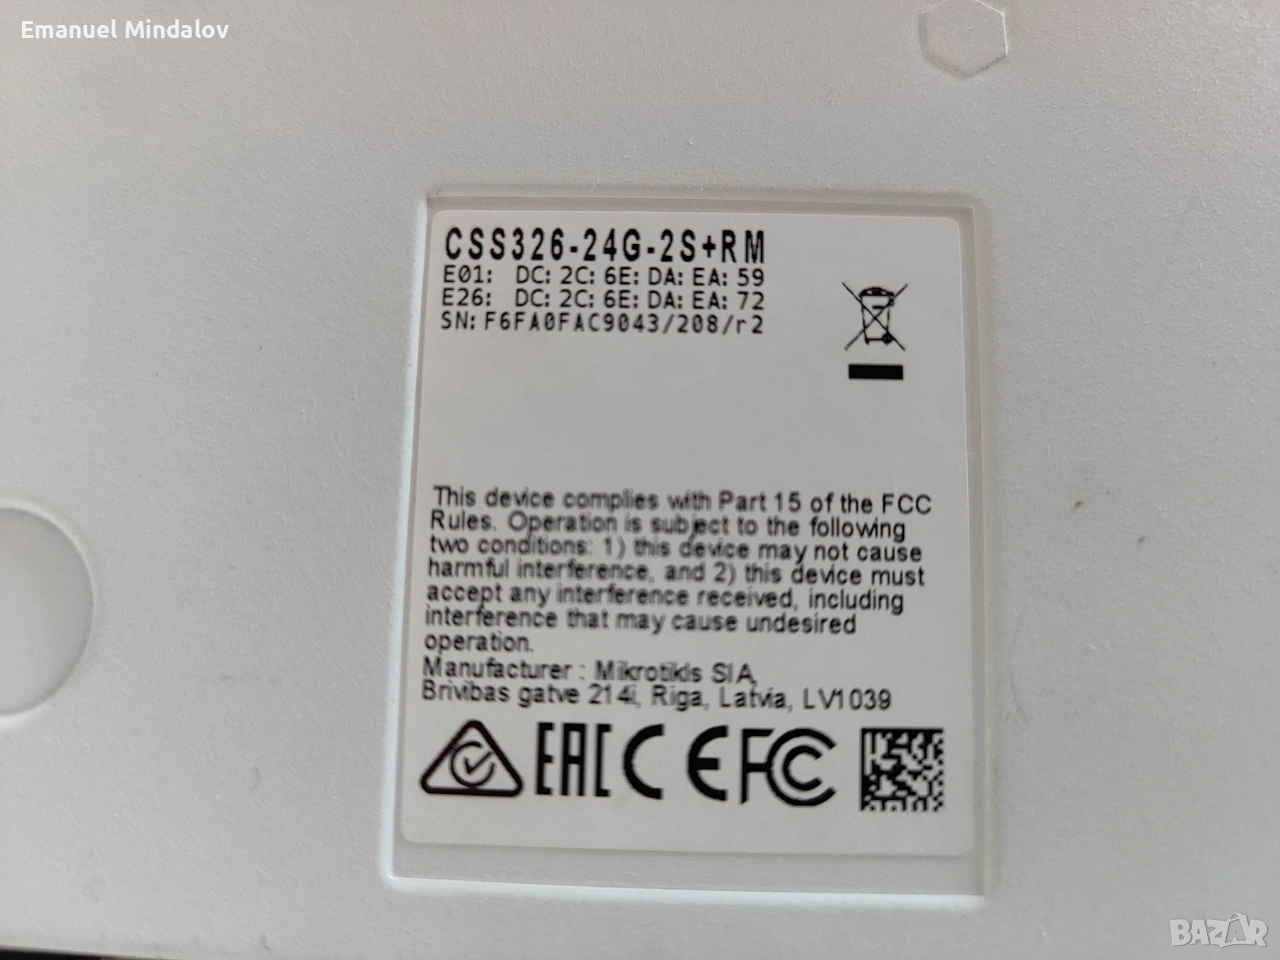 Emanuel Mindalov
CSS326-24G-2S+RM
E01: DC:2C:6E:DA:EA:59
E26: DC:2C:6E:DA:EA:72
SN:F6FA0FAC9043/208/r2
This device complies with Part 15 of the FCC
Rules. Operation is subject to the following
two conditions: 1) this device may not cause
harmful interference, and 2) this device must
accept any interference received, including
interference that may cause undesired
operation.
Manufacturer : Mikrotikls SIA,
Brivibas gatve 214i, Riga, Latvia, LV1039
EAC CE FC
BAZAR